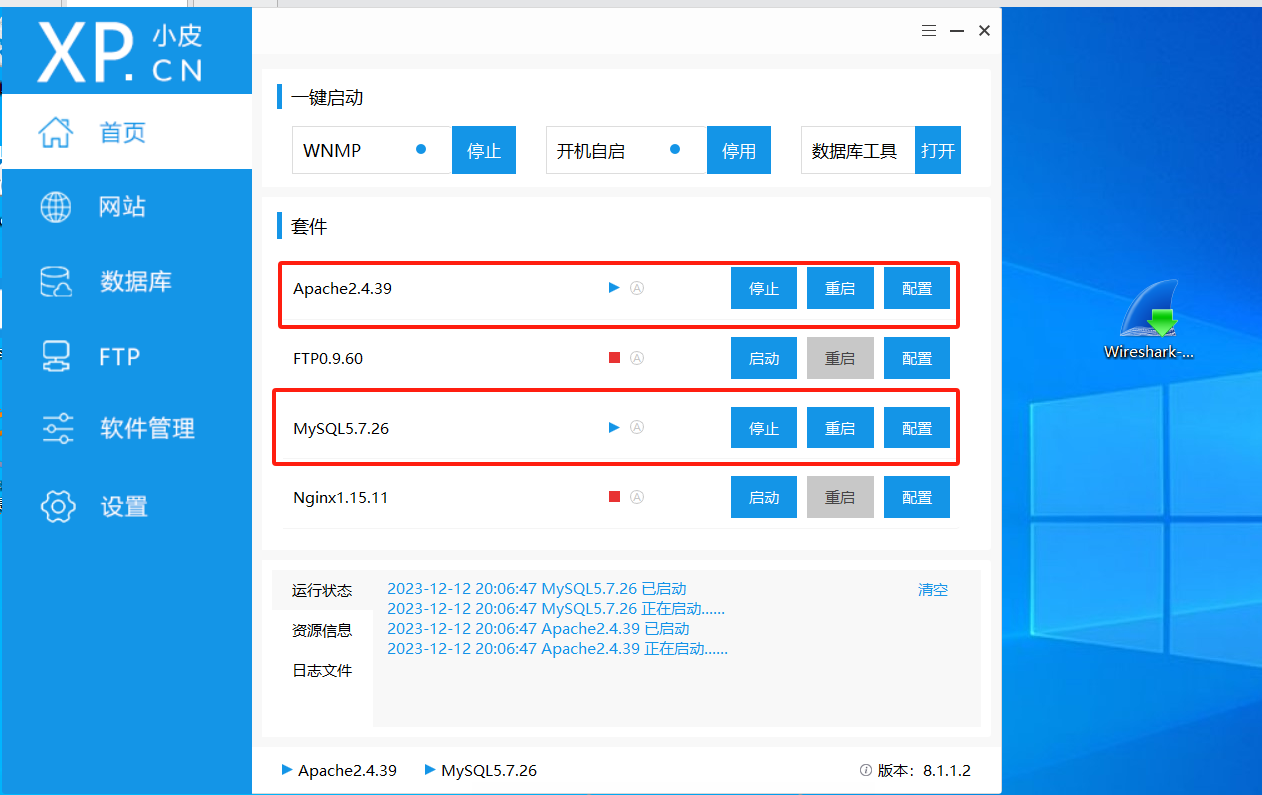 XP.CN 小皮
首页
网站
数据库
FTP
软件管理
设置
一键启动
WNMP 停止 开机自启 停用 数据库工具 打开
套件
Apache2.4.39 Ⓐ 停止 重启 配置
FTP0.9.60 Ⓐ 启动 重启 配置
MySQL5.7.26 Ⓐ 停止 重启 配置
Nginx1.15.11 Ⓐ 启动 重启 配置
运行状态
资源信息
日志文件
2023-12-12 20:06:47 MySQL5.7.26 已启动
2023-12-12 20:06:47 MySQL5.7.26 正在启动......
2023-12-12 20:06:47 Apache2.4.39 已启动
2023-12-12 20:06:47 Apache2.4.39 正在启动......
清空
Apache2.4.39 MySQL5.7.26 版本：8.1.1.2
Wireshark-...